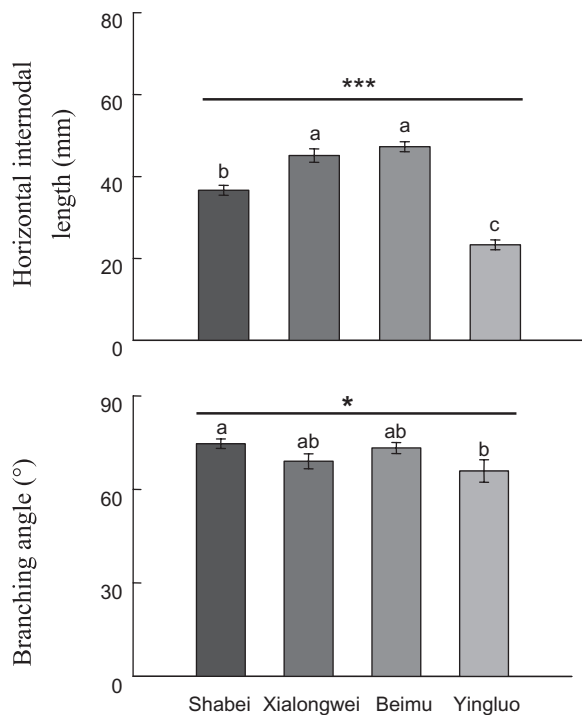 Horizontal internodal
length (mm)
80
60
40
20
0
***
b
a
a
c
Branching angle (°)
90
60
30
0
*
a
ab
ab
b
Shabei Xialongwei Beimu Yingluo